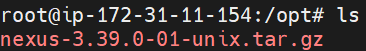 root@ip-172-31-11-154:/opt# ls
nexus-3.39.0-01-unix.tar.gz